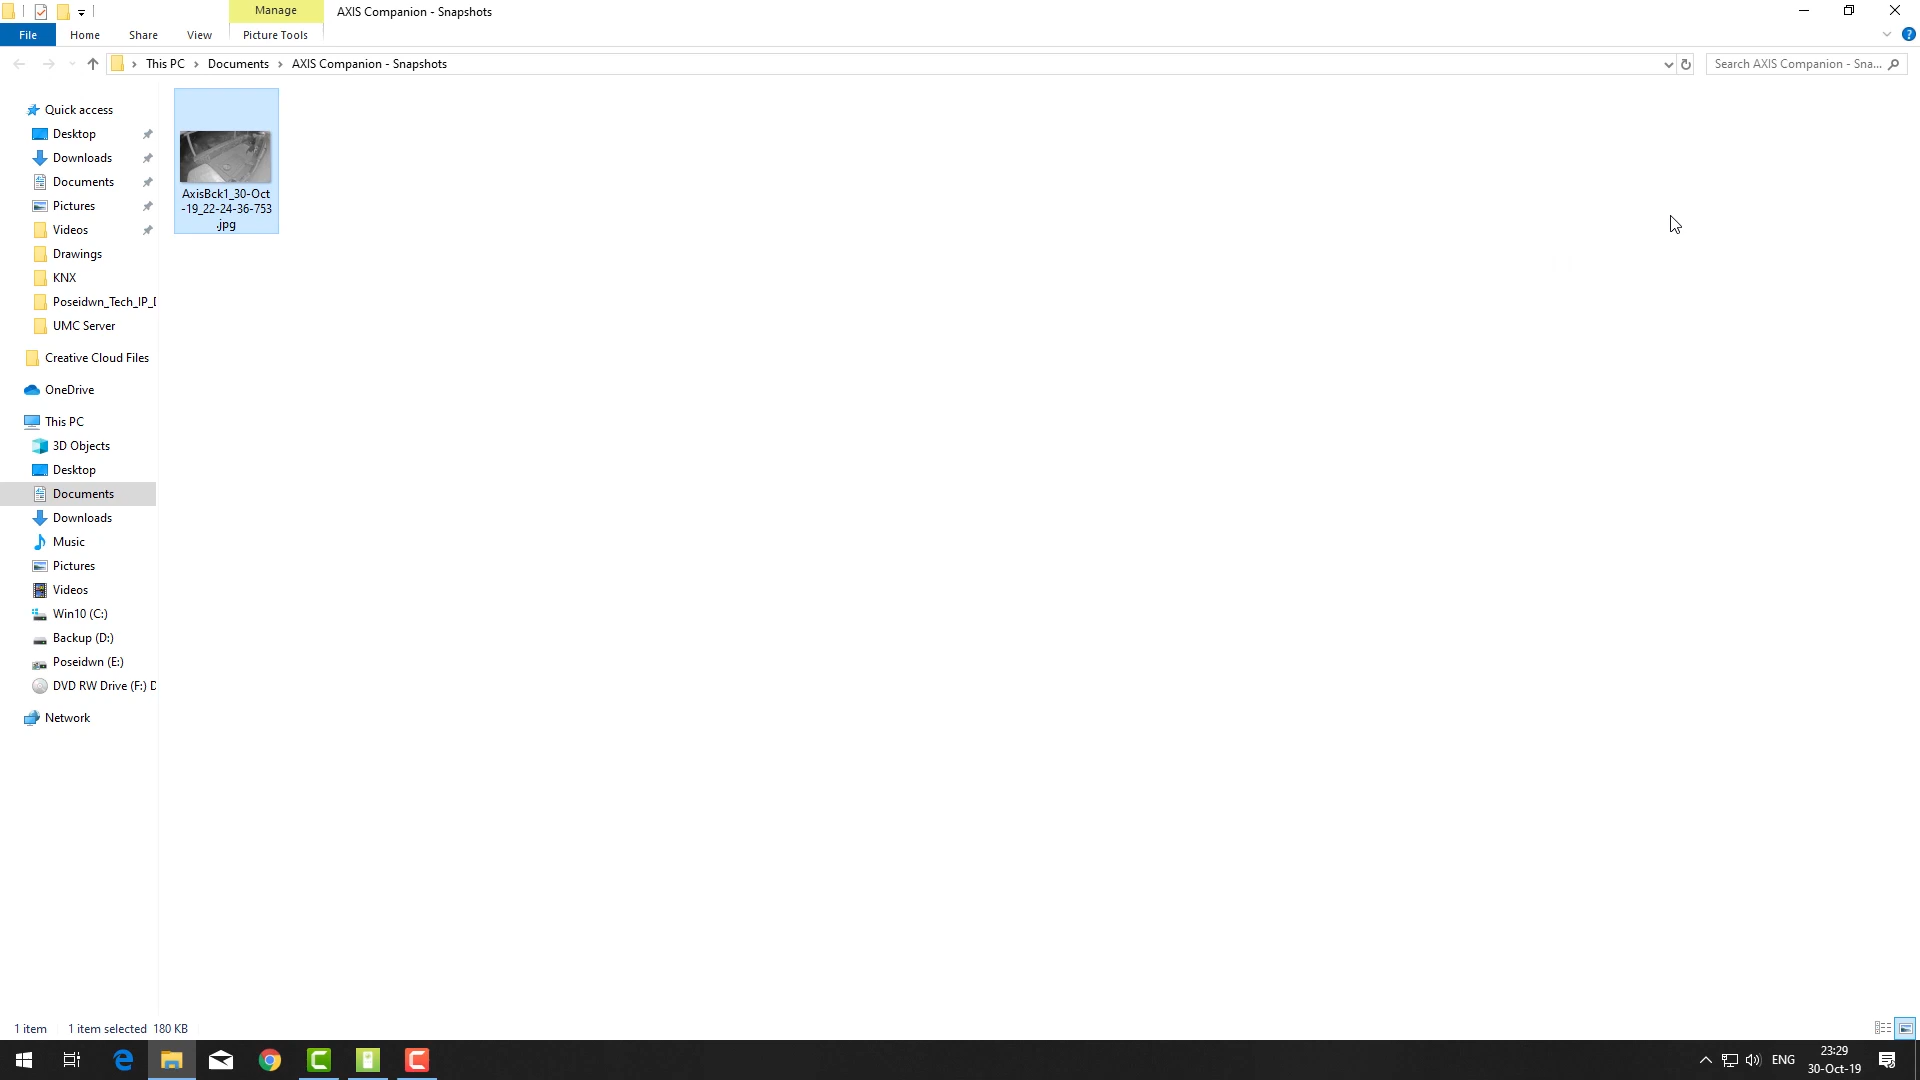 Manage
AXIS Companion - Snapshots
File
Home
Share
View
Picture Tools
This PC
Documents
AXIS Companion - Snapshots
Search AXIS Companion - Sna...
Quick access
Desktop
Downloads
Documents
Pictures
Videos
Drawings
KNX
Poseidwn_Tech_IP_
UMC Server
Creative Cloud Files
OneDrive
This PC
3D Objects
Desktop
Documents
Downloads
Music
Pictures
Videos
Win10 (C:)
Backup (D:)
Poseidwn (E:)
DVD RW Drive (F:) D
Network
AxisBck1_30-Oct
-19_22-24-36-753
.jpg
1 item
1 item selected 180 KB
ENG
23:29
30-Oct-19